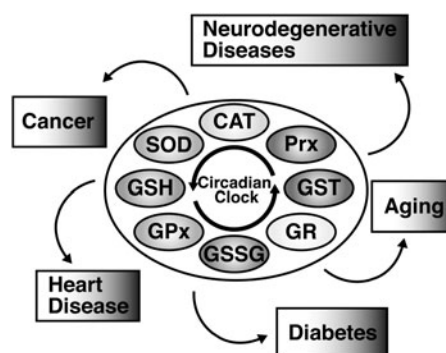 Neurodegenerative
Diseases
Cancer
CAT
SOD
Prx
GSH
Circadian
Clock
GST
Aging
GPx
GR
GSSG
Heart
Disease
Diabetes